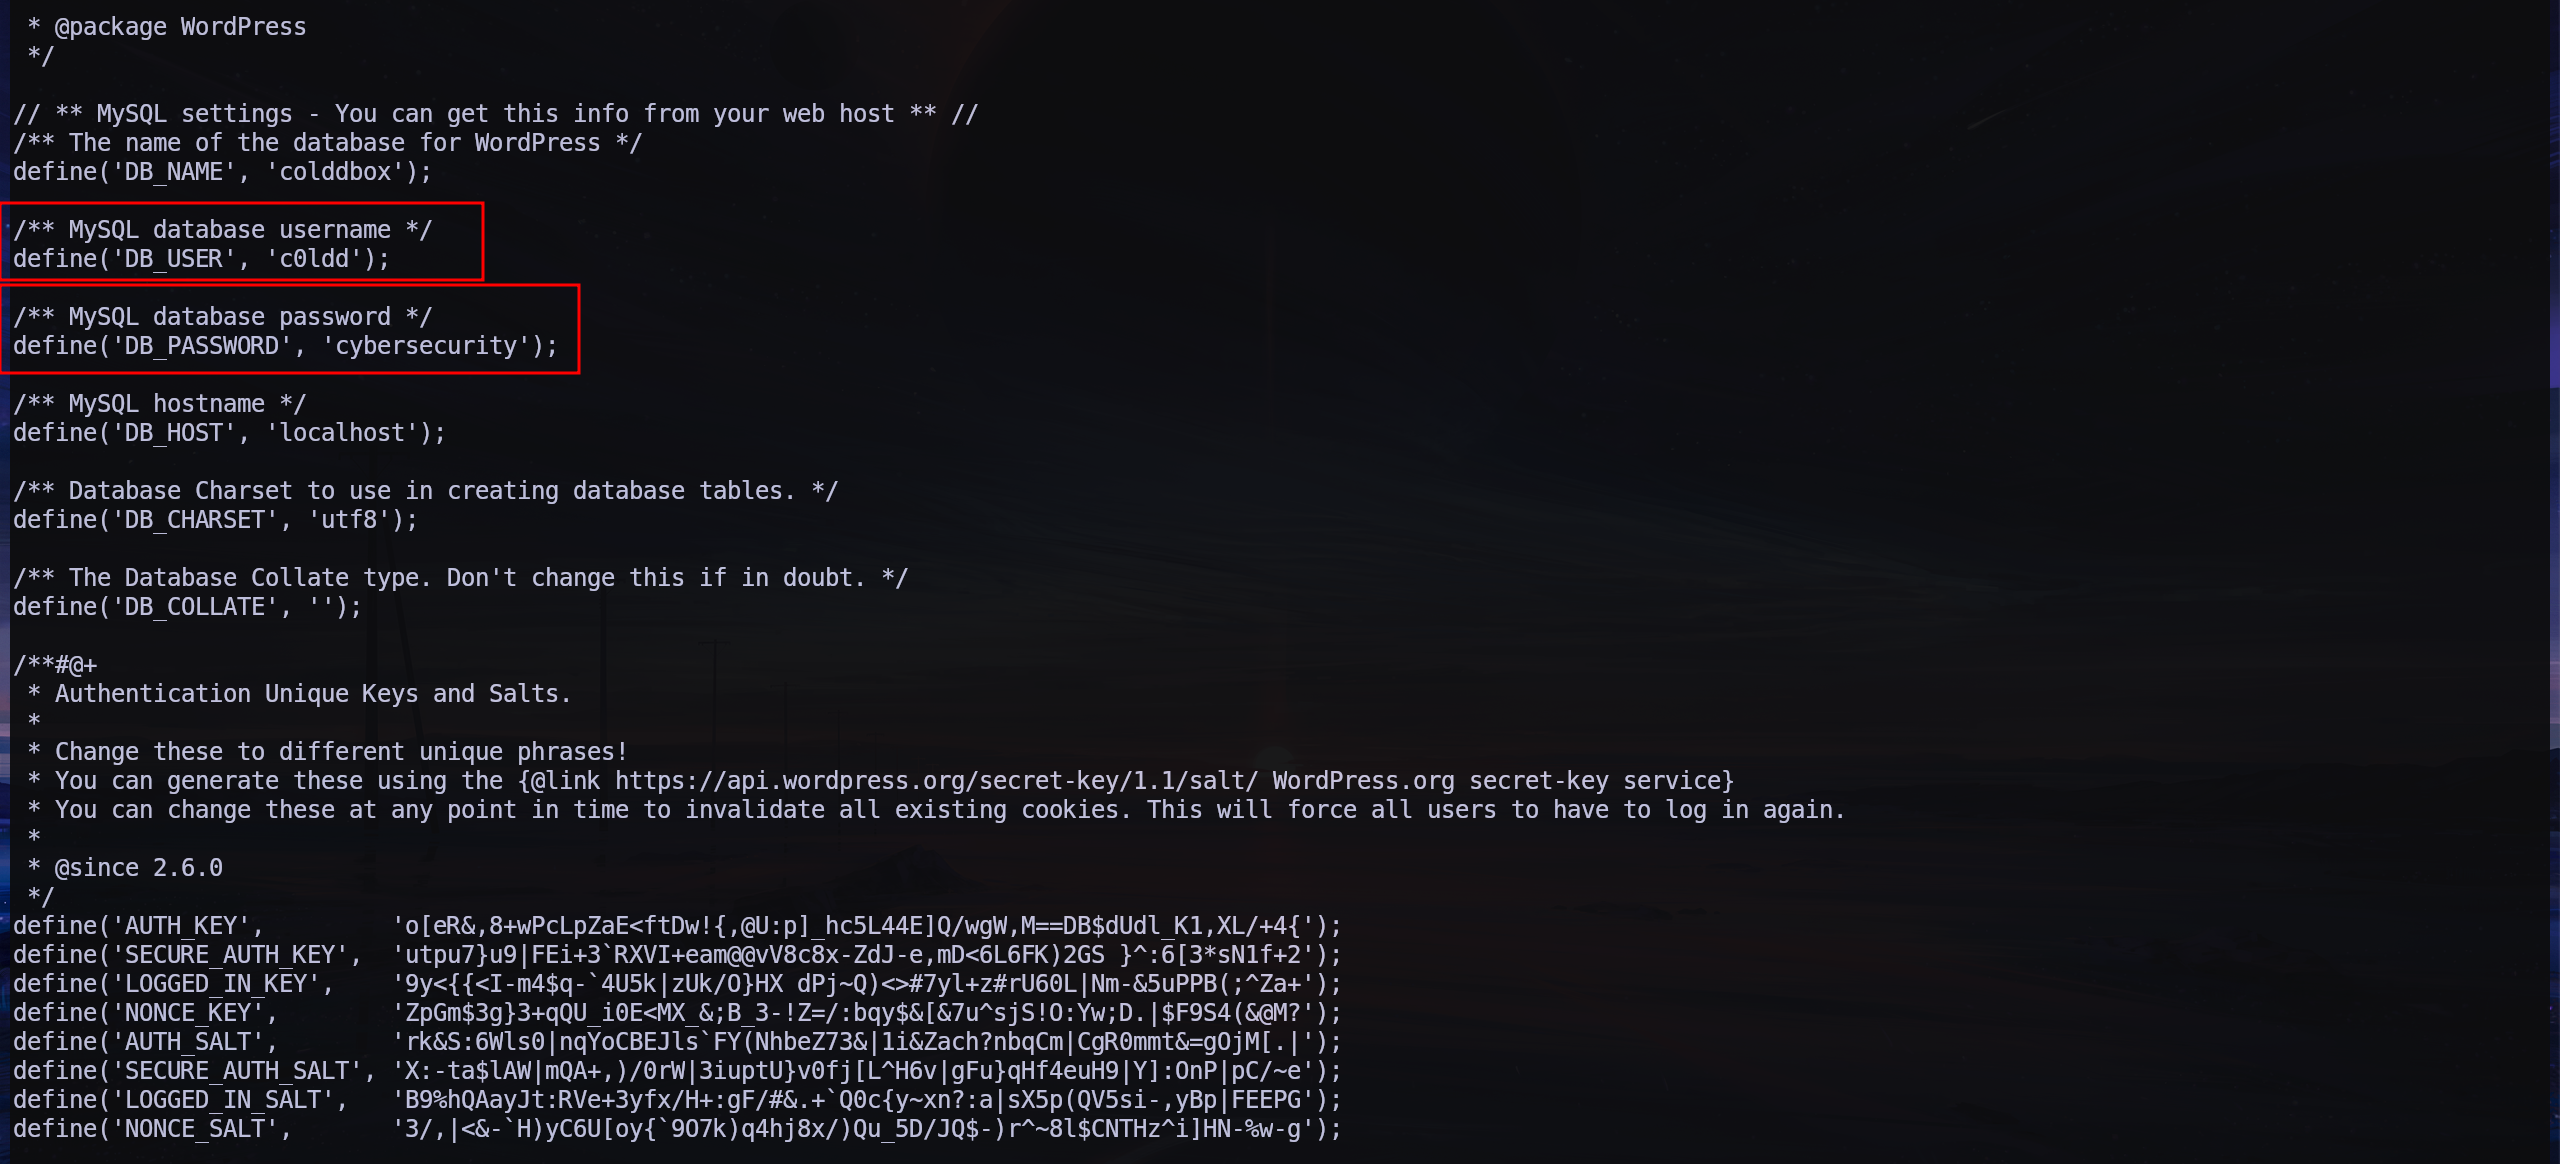 * @package WordPress
 */
// ** MySQL settings - You can get this info from your web host ** //
/** The name of the database for WordPress */
define('DB_NAME', 'colddbox');
/** MySQL database username */
define('DB_USER', 'c0ldd');
/** MySQL database password */
define('DB_PASSWORD', 'cybersecurity');
/** MySQL hostname */
define('DB_HOST', 'localhost');
/** Database Charset to use in creating database tables. */
define('DB_CHARSET', 'utf8');
/** The Database Collate type. Don't change this if in doubt. */
define('DB_COLLATE', '');
/**#@+
 * Authentication Unique Keys and Salts.
 *
 * Change these to different unique phrases!
 * You can generate these using the {@link https://api.wordpress.org/secret-key/1.1/salt/ WordPress.org secret-key service}
 * You can change these at any point in time to invalidate all existing cookies. This will force all users to have to log in again.
 *
 * @since 2.6.0
 */
define('AUTH_KEY',         'o[eR&,8+wPcLpZaE<ftDw!{,@U:p]_hc5L44E]Q/wgW,M==DB$dUdl_K1,XL/+4{');
define('SECURE_AUTH_KEY',  'utpu7}u9|FEi+3`RXVI+eam@@vV8c8x-ZdJ-e,mD<6L6FK)2GS }^:6[3*sN1f+2');
define('LOGGED_IN_KEY',    '9y<{{<I-m4$q-`4U5k|zUk/O}HX dPj~Q)<>#7yl+z#rU60L|Nm-&5uPPB(;^Za+');
define('NONCE_KEY',        'ZpGm$3g}3+qQU_i0E<MX_&;B_3-!Z=/:bqy$&[&7u^sjS!O:Yw;D.|$F9S4(&@M?');
define('AUTH_SALT',        'rk&S:6Wls0|nqYoCBEJls`FY(NhbeZ73&|1i&Zach?nbqCm|CgR0mmt&=gOjM[.|');
define('SECURE_AUTH_SALT', 'X:-ta$lAW|mQA+,)/0rW|3iuptU}v0fj[L^H6v|gFu}qHf4euH9|Y]:OnP|pC/~e');
define('LOGGED_IN_SALT',   'B9%hQAayJt:RVe+3yfx/H+:gF/#&.+`Q0c{y~xn?:a|sX5p(QV5si-,yBp|FEEPG');
define('NONCE_SALT',       '3/,|<&-`H)yC6U[oy{`9O7k)q4hj8x/)Qu_5D/JQ$-)r^~8l$CNTHz^i]HN-%w-g');